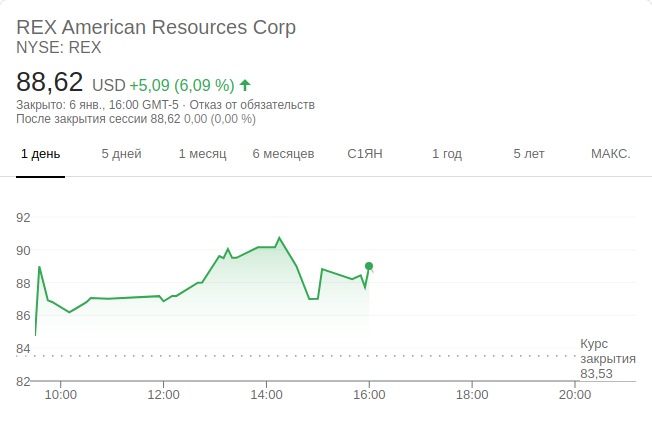 REX American Resources Corp
NYSE: REX
88,62 USD +5,09 (6,09 %)
Закрыто: 6 янв., 16:00 GMT-5 · Отказ от обязательств
После закрытия сессии 88,62 0,00 (0,00 %)
1 день 5 дней 1 месяц 6 месяцев С1ЯН 1 год 5 лет МАКС.
92
90
88
86
84
Курс
закрытия
83,53
82
10:00 12:00 14:00 16:00 18:00 20:00